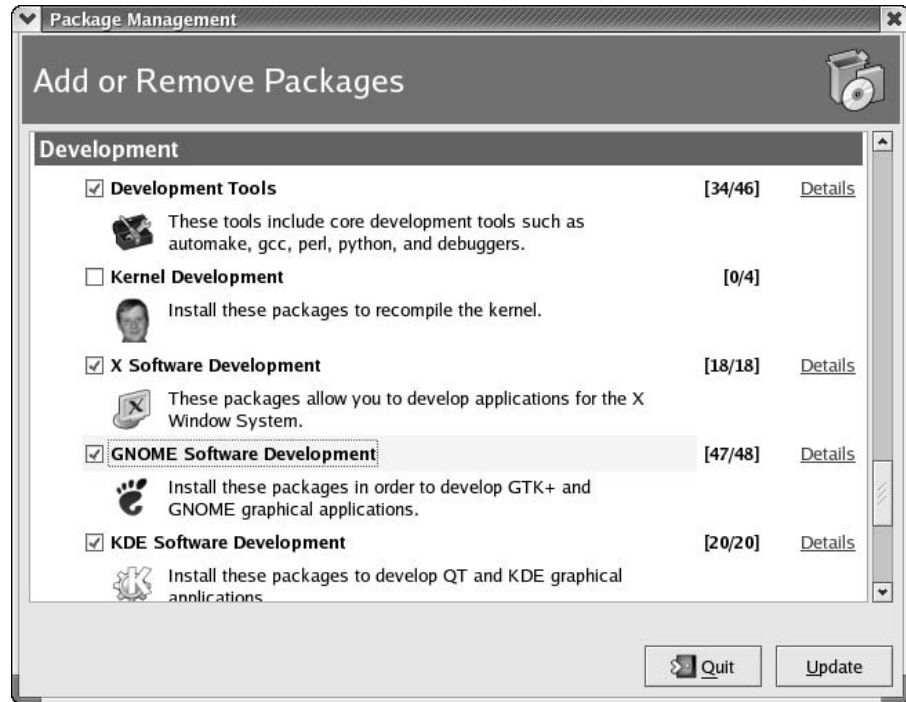 Package Management
Add or Remove Packages
Development
Development Tools [34/46] Details
These tools include core development tools such as
automake, gcc, perl, python, and debuggers.
Kernel Development [0/4]
Install these packages to recompile the kernel.
X Software Development [18/18] Details
These packages allow you to develop applications for the X
Window System.
GNOME Software Development [47/48] Details
Install these packages in order to develop GTK+ and
GNOME graphical applications.
KDE Software Development [20/20] Details
Install these packages to develop QT and KDE graphical
applications
Quit Update